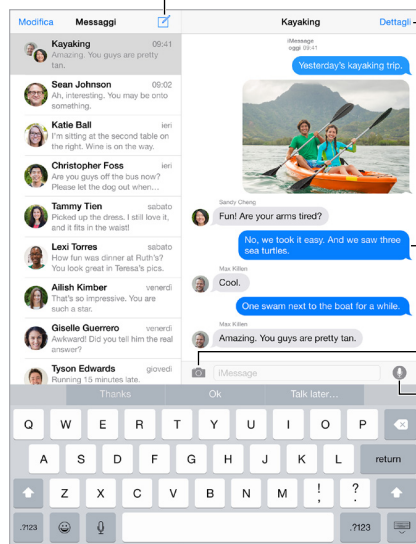 Modifica
Messaggi
Kayaking
Dettagli
Kayaking 09:41
Amazing. You guys are pretty
tan.
Sean Johnson 09:02
Ah, interesting. You may be onto
something.
Katie Ball ieri
I'm sitting at the second table on
the right. Wine is on the way.
Christopher Foss ieri
Are you guys off the bus now?
Please let the dog out when...
Tammy Tien sabato
Picked up the dress. I still love it,
and it fits in the waist!
Lexi Torres sabato
How fun was dinner at Ruth's?
You look great in Teresa's pics.
Ailish Kimber venerdì
That's so impressive. You are
such a star.
Giselle Guerrero venerdì
Awkward! Did you tell him the real
answer?
Tyson Edwards giovedì
Running 15 minutes late.
iMessage
oggi 09:41
Yesterday's kayaking trip.
Sandy Cheng
Fun! Are your arms tired?
No, we took it easy. And we saw three
sea turtles.
Max Killen
Cool.
One swam next to the boat for a while.
Max Killen
Amazing. You guys are pretty tan.
iMessage
Thanks
Ok
Talk later...
Q W E R T Y U I O P
A S D F G H J K L return
Z X C V B N M ! , ? .
.?123 .?123